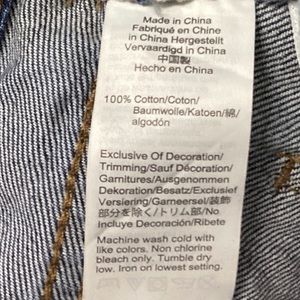 Made in China
Fabriqué en Chine
in China Hergestellt
Vervaardigd in China
中国製
Hecho en China
100% Cotton/Coton/
Baumwolle/Katoen/綿/
algodón
Exclusive Of Decoration/
Trimming/Sauf Décoration/
Garnitures/Ausgenommen
Dekoration/Besatz/Exclusief
Versiering/Garneersel/装飾
部分を除く/トリム部/No
Incluye Decoración/Ribete
Machine wash cold with
like colors. Non chlorine
bleach only. Tumble dry
low. Iron on lowest setting.